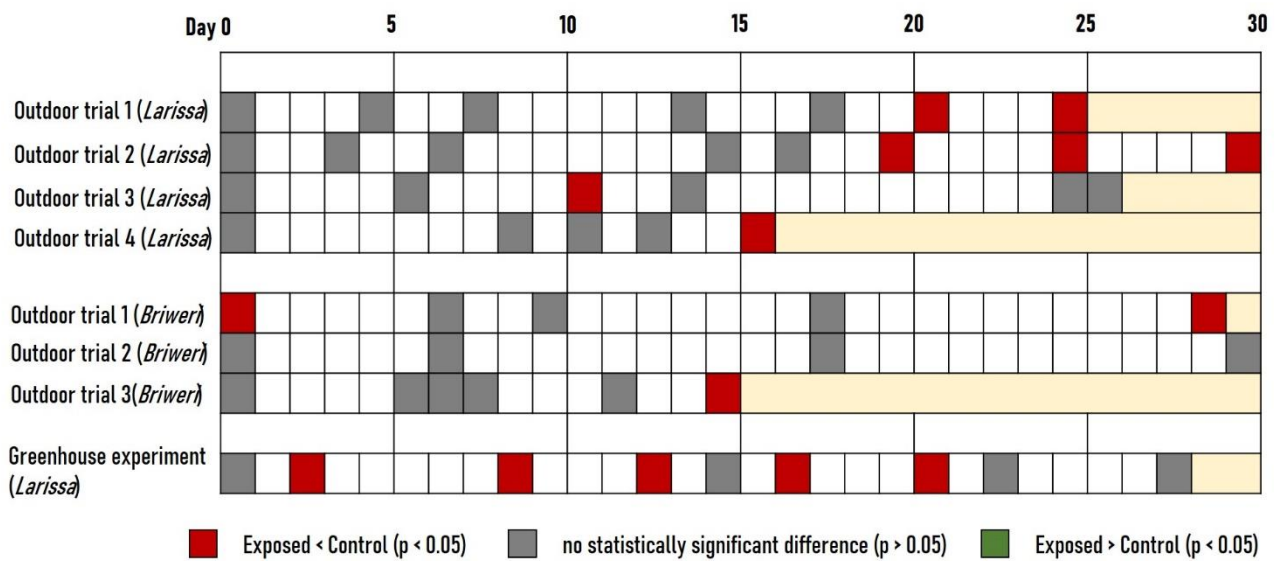 Day 0 5 10 15 20 25 30
Outdoor trial 1 (Larissa)
Outdoor trial 2 (Larissa)
Outdoor trial 3 (Larissa)
Outdoor trial 4 (Larissa)
Outdoor trial 1 (Briweri)
Outdoor trial 2 (Briweri)
Outdoor trial 3(Briweri)
Greenhouse experiment
(Larissa)
Exposed < Control (p < 0.05) no statistically significant difference (p > 0.05) Exposed > Control (p < 0.05)